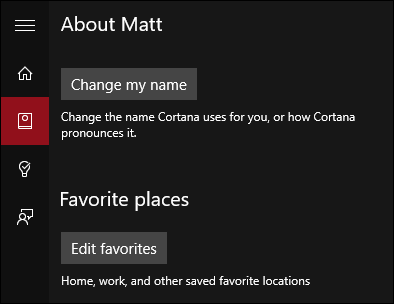 About Matt
Change my name
Change the name Cortana uses for you, or how Cortana
pronounces it.
Favorite places
Edit favorites
Home, work, and other saved favorite locations